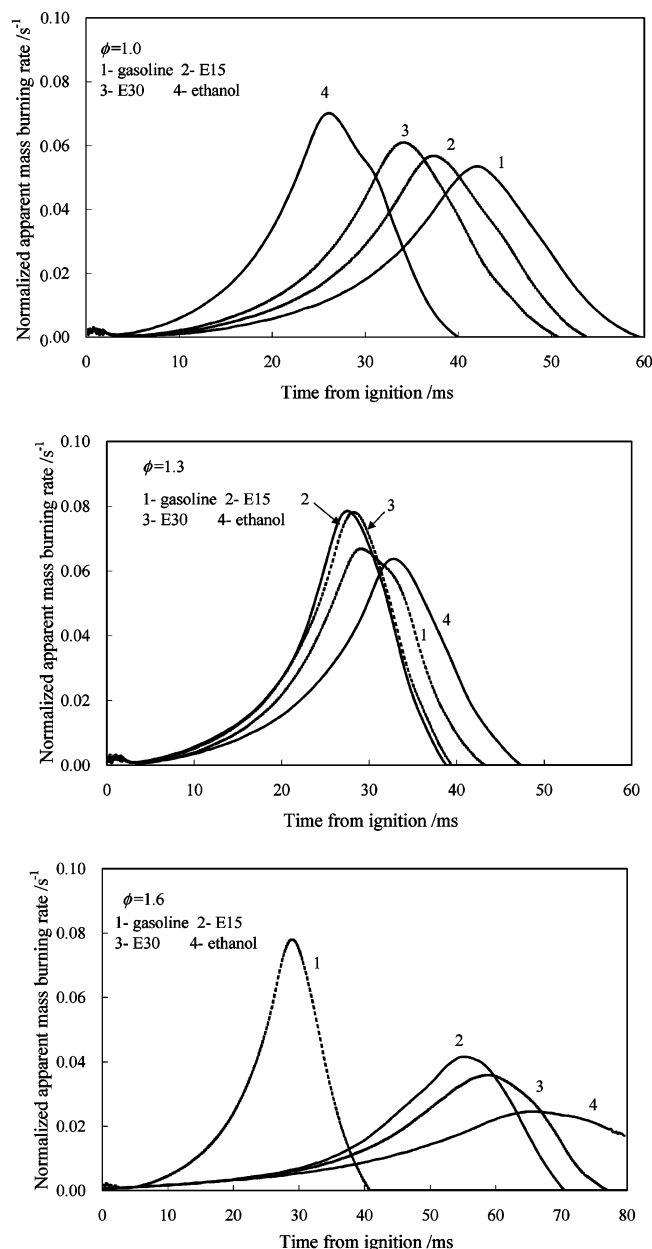 Normalized apparent mass burning rate /s⁻¹
0.10
0.08
0.06
0.04
0.02
0.00
ϕ=1.0
1- gasoline 2- E15
3- E30 4- ethanol
4
3
2
1
0 10 20 30 40 50 60
Time from ignition /ms
Normalized apparent mass burning rate /s⁻¹
0.10
0.08
0.06
0.04
0.02
0.00
ϕ=1.3
1- gasoline 2- E15
3- E30 4- ethanol
2
3
1
4
0 10 20 30 40 50 60
Time from ignition /ms
Normalized apparent mass burning rate /s⁻¹
0.10
0.08
0.06
0.04
0.02
0.00
ϕ=1.6
1- gasoline 2- E15
3- E30 4- ethanol
1
2
3
4
0 10 20 30 40 50 60 70 80
Time from ignition /ms